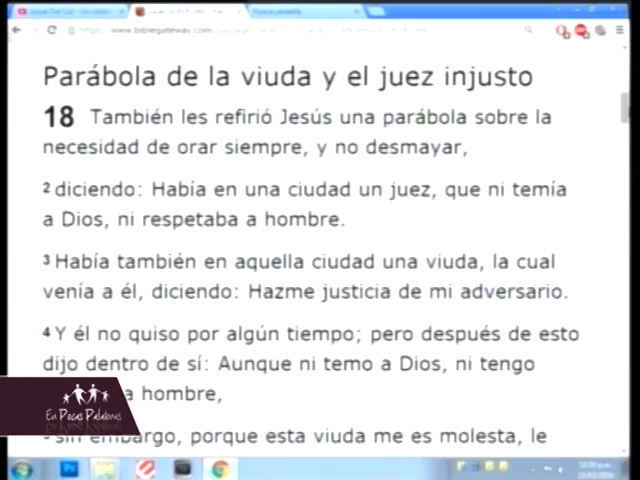 www.biblegateway.com
Parábola de la viuda y el juez injusto
18 También les refirió Jesús una parábola sobre la
necesidad de orar siempre, y no desmayar,
2 diciendo: Había en una ciudad un juez, que ni temía
a Dios, ni respetaba a hombre.
3 Había también en aquella ciudad una viuda, la cual
venía a él, diciendo: Hazme justicia de mi adversario.
4 Y él no quiso por algún tiempo; pero después de esto
dijo dentro de sí: Aunque ni temo a Dios, ni tengo
a hombre,
sin embargo, porque esta viuda me es molesta, le
En Pocas Palabras